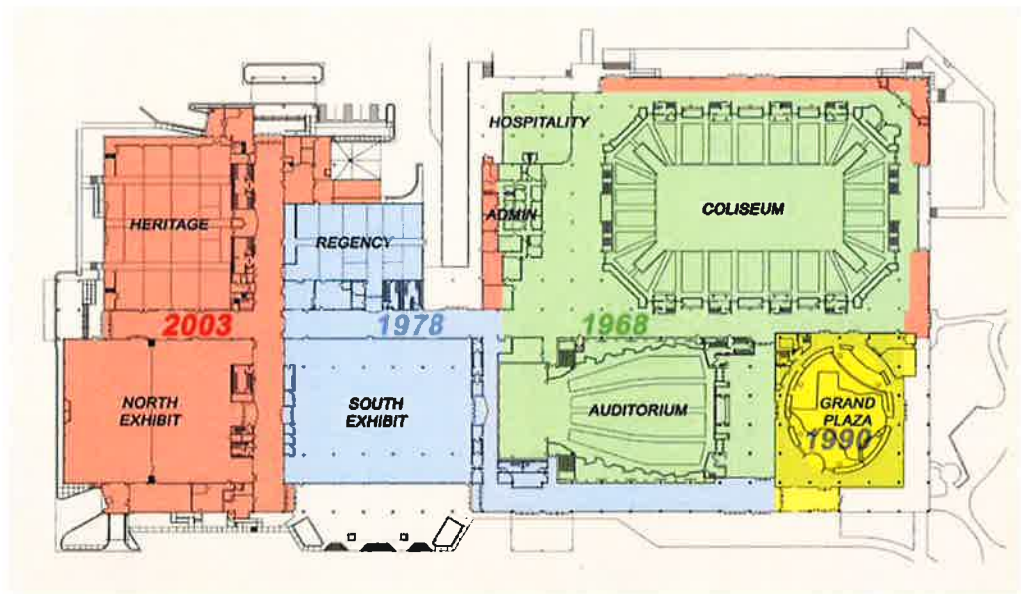 HOSPITALITY
ADMIN
COLISEUM
HERITAGE
REGENCY
2003
1978
1968
NORTH
EXHIBIT
SOUTH
EXHIBIT
AUDITORIUM
GRAND
PLAZA
1990